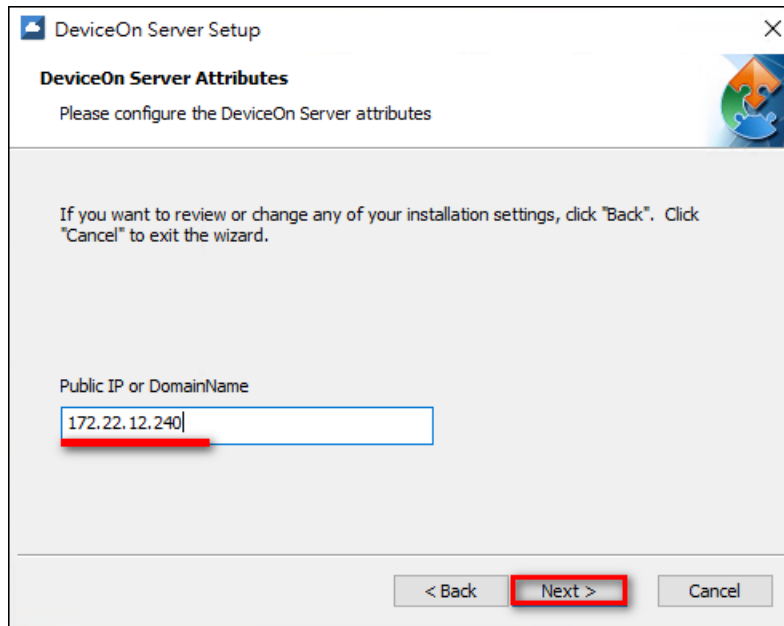 DeviceOn Server Setup
DeviceOn Server Attributes
Please configure the DeviceOn Server attributes
If you want to review or change any of your installation settings, click "Back".  Click
"Cancel" to exit the wizard.
Public IP or DomainName
172.22.12.240
< Back
Next >
Cancel